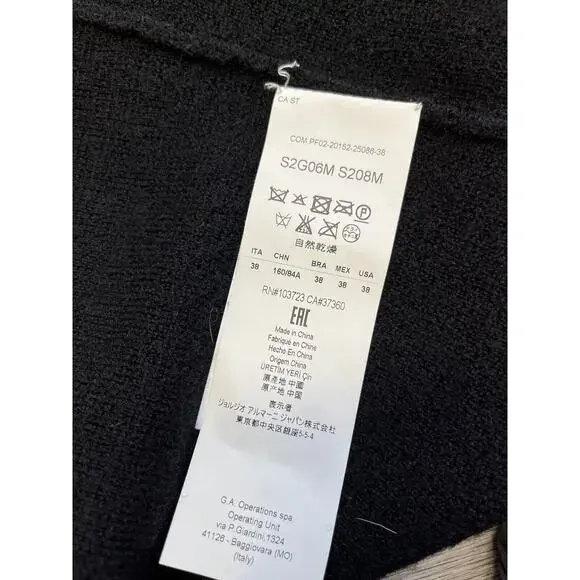 CA ST
COM.PF02-20162-25086-38
S2G06M S208M
P
自然乾燥
ITA CHN BRA MEX USA
38 160/84A 38 38 38
RN#103723 CA#37360
EAC
Made in China
Fabriqué en Chine
Hecho En China
Origem China
ÜRETİM YERİ Çin
原產地 中國
原产地 中国
表示者
ジョルジオ アルマーニ ジャパン株式会社
東京都中央区銀座5-5-4
G.A. Operations spa
Operating Unit
via P.Giardini,1324
41126 - Baggiovara (MO)
(Italy)